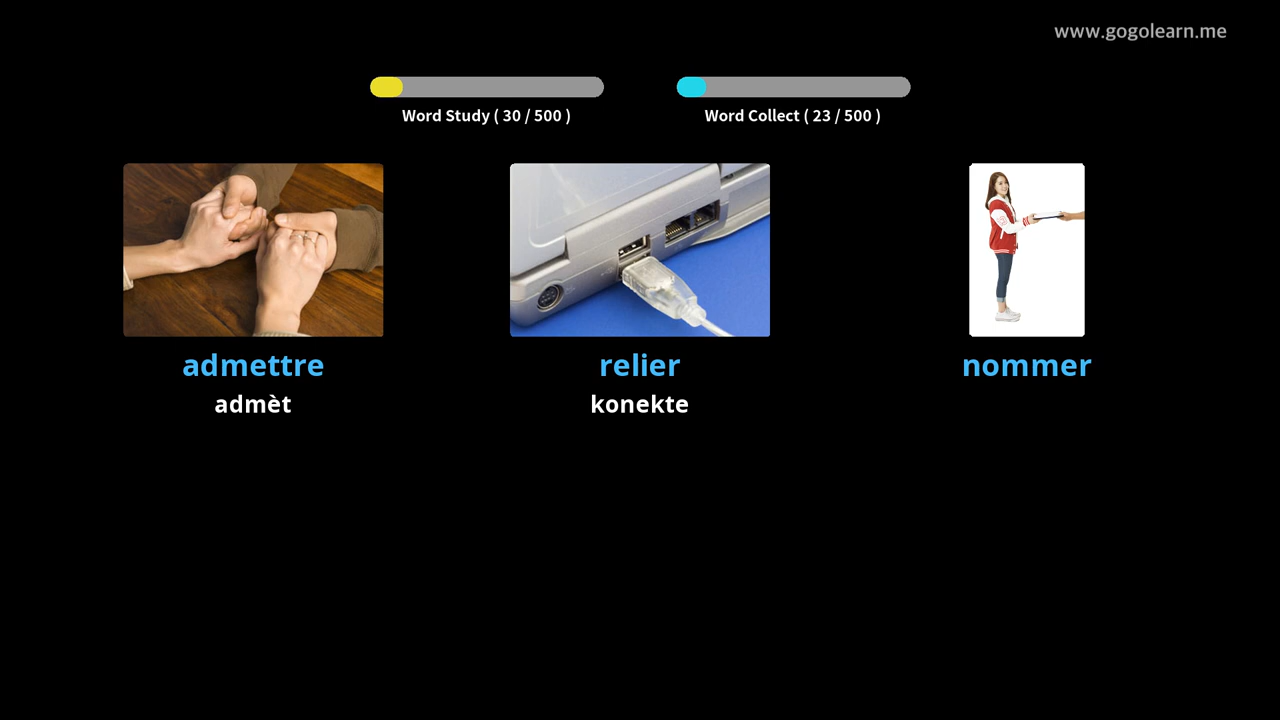 www.gogolearn.me
Word Study ( 30 / 500 )
Word Collect ( 23 / 500 )
admettre
admèt
relier
konekte
nommer